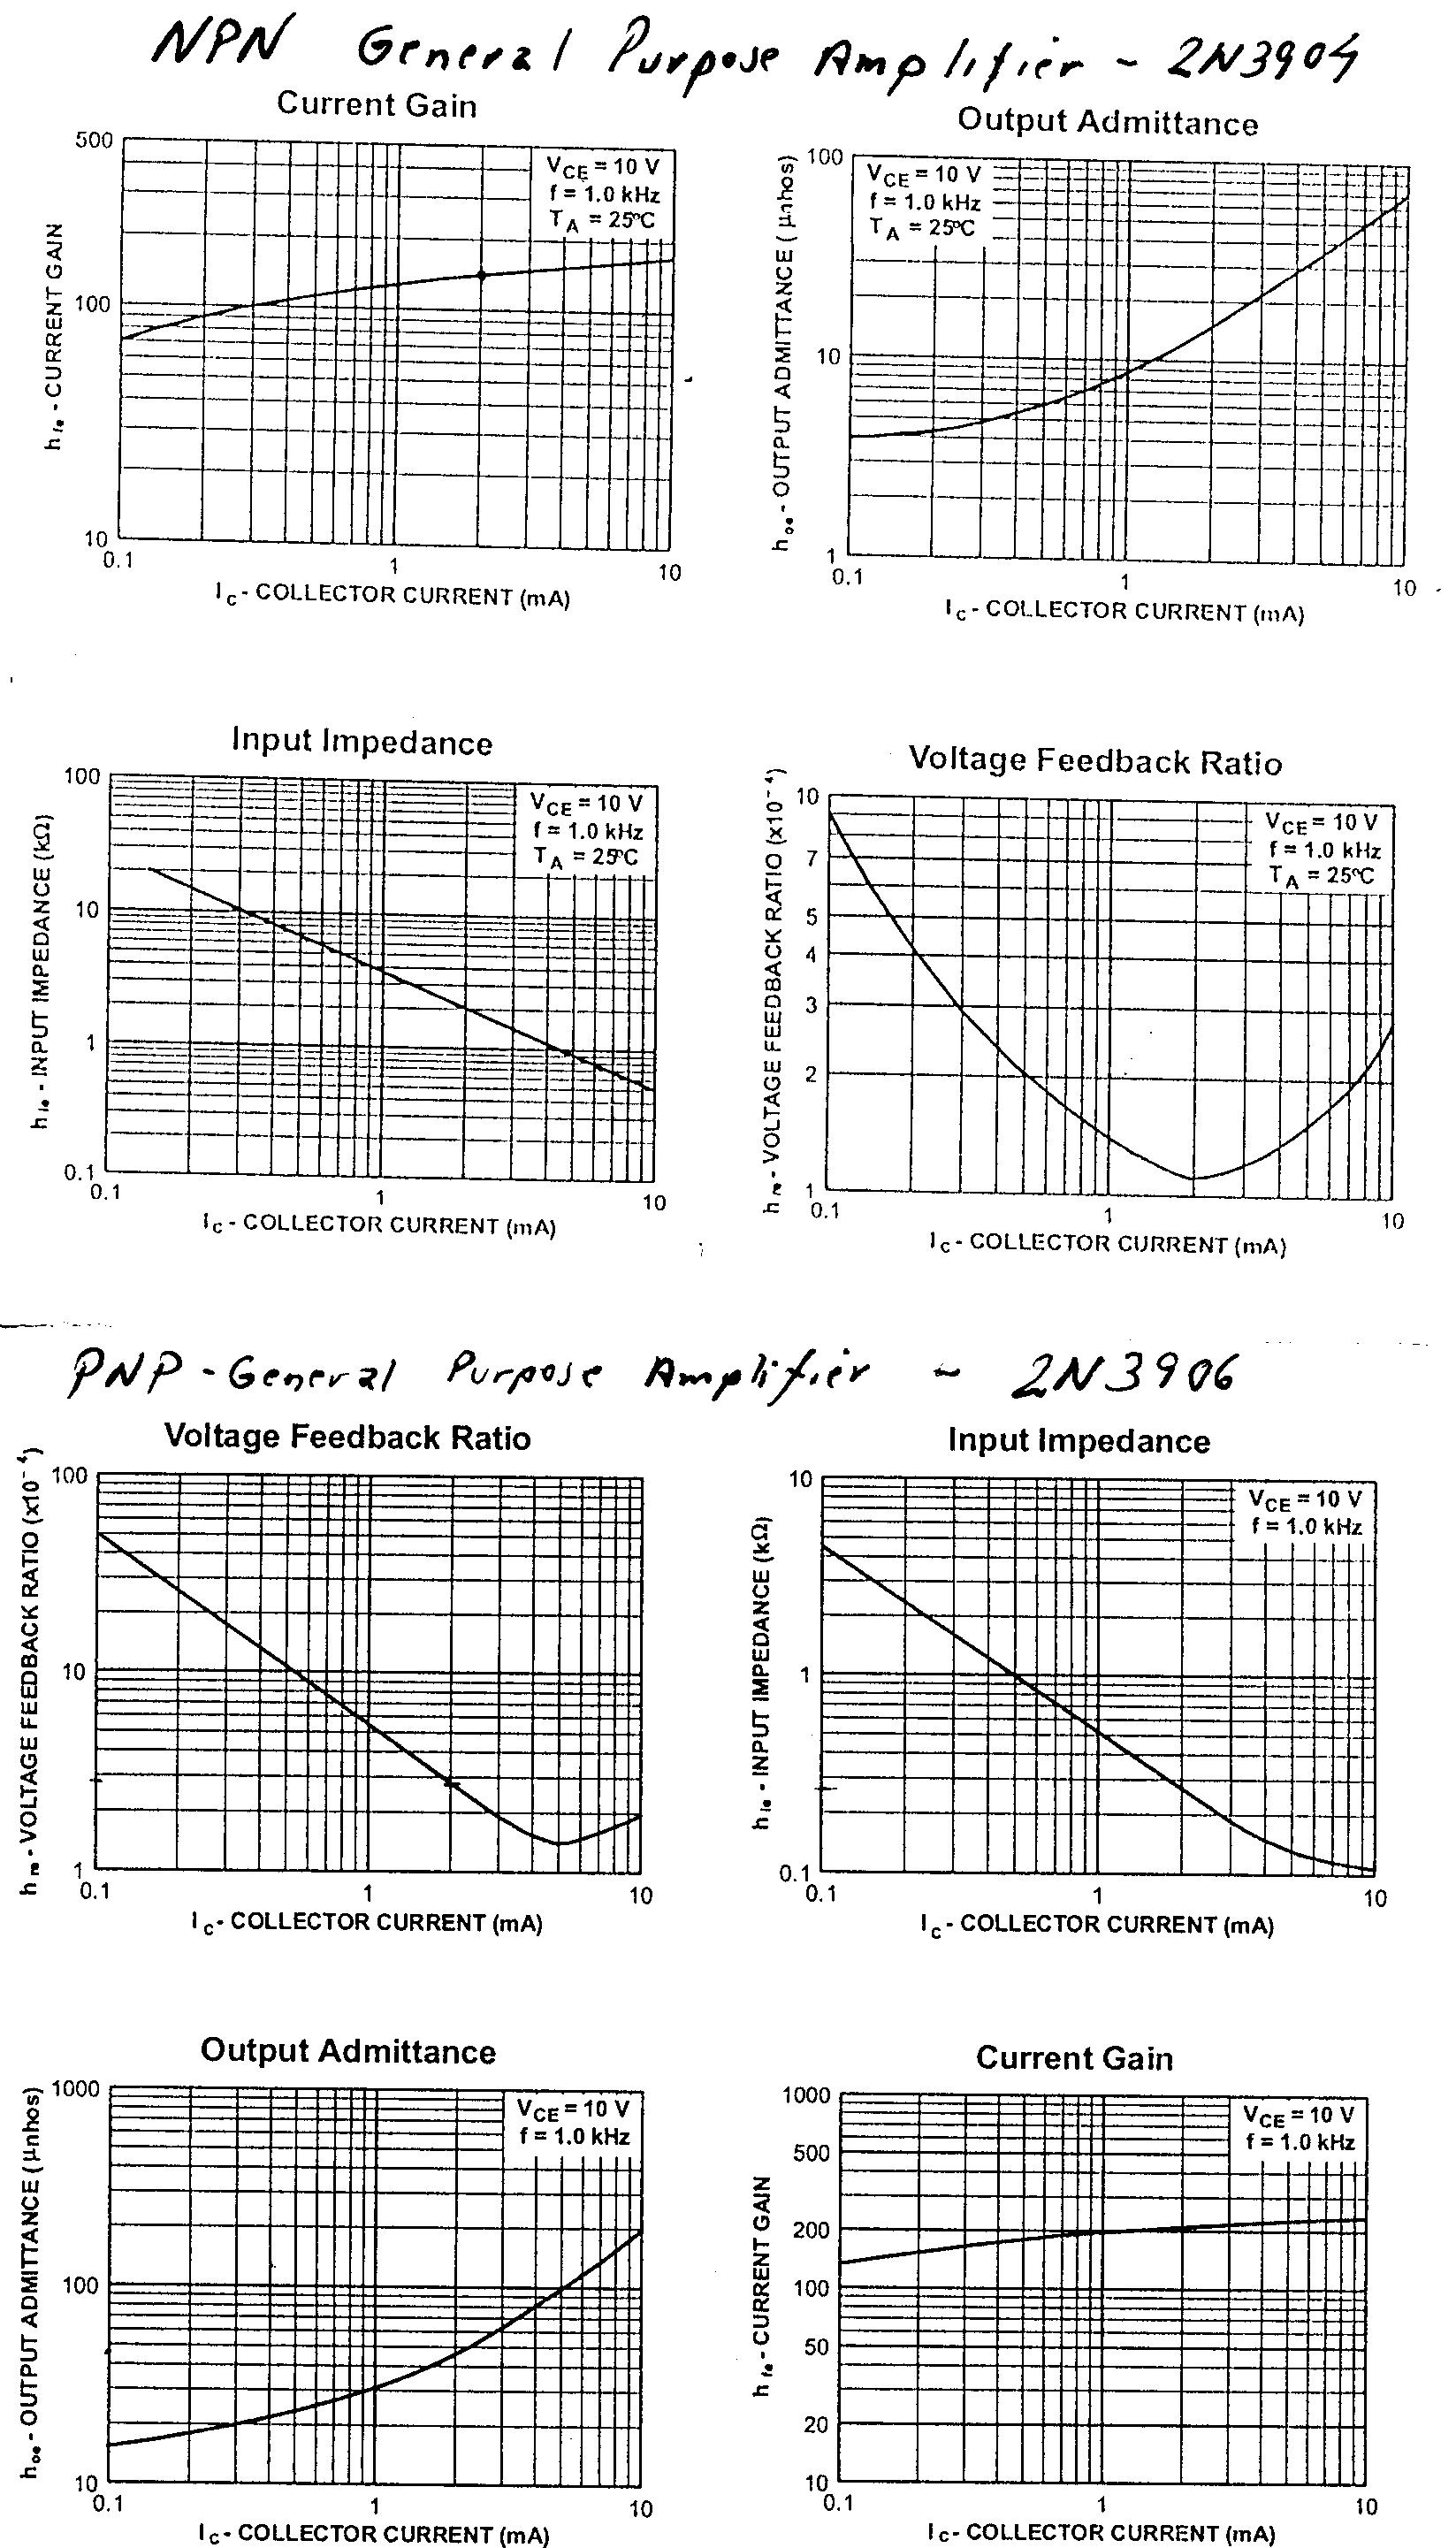 NPN General Purpose Amplifier - 2N3904
Current Gain
500
100
10
0.1
1
10
VCE = 10 V
f = 1.0 kHz
TA = 25°C
hfe - CURRENT GAIN
IC - COLLECTOR CURRENT (mA)
Output Admittance
100
10
1
0.1
1
10
VCE = 10 V
f = 1.0 kHz
TA = 25°C
hoe - OUTPUT ADMITTANCE (µnhos)
IC - COLLECTOR CURRENT (mA)
Input Impedance
100
10
1
0.1
0.1
1
10
VCE = 10 V
f = 1.0 kHz
TA = 25°C
hie - INPUT IMPEDANCE (kΩ)
IC - COLLECTOR CURRENT (mA)
Voltage Feedback Ratio
10
7
5
4
3
2
1
0.1
1
10
VCE = 10 V
f = 1.0 kHz
TA = 25°C
hre - VOLTAGE FEEDBACK RATIO (x10⁻⁴)
IC - COLLECTOR CURRENT (mA)
PNP - General Purpose Amplifier - 2N3906
Voltage Feedback Ratio
100
10
1
0.1
1
10
hre - VOLTAGE FEEDBACK RATIO (x10⁻⁴)
IC - COLLECTOR CURRENT (mA)
Input Impedance
10
1
0.1
0.1
1
10
VCE = 10 V
f = 1.0 kHz
hie - INPUT IMPEDANCE (kΩ)
IC - COLLECTOR CURRENT (mA)
Output Admittance
1000
100
10
0.1
1
10
VCE = 10 V
f = 1.0 kHz
hoe - OUTPUT ADMITTANCE (µnhos)
IC - COLLECTOR CURRENT (mA)
Current Gain
1000
500
200
100
50
20
10
0.1
1
10
VCE = 10 V
f = 1.0 kHz
hfe - CURRENT GAIN
IC - COLLECTOR CURRENT (mA)